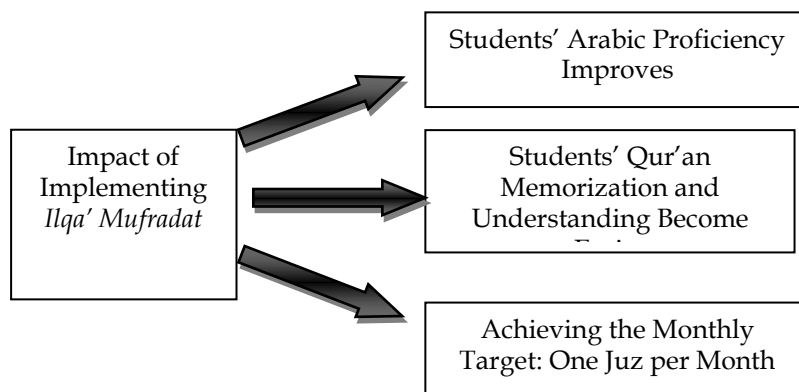 Students’ Arabic Proficiency
Improves
Impact of
Implementing
Ilqa’ Mufradat
Students’ Qur’an
Memorization and
Understanding Become
Achieving the Monthly
Target: One Juz per Month